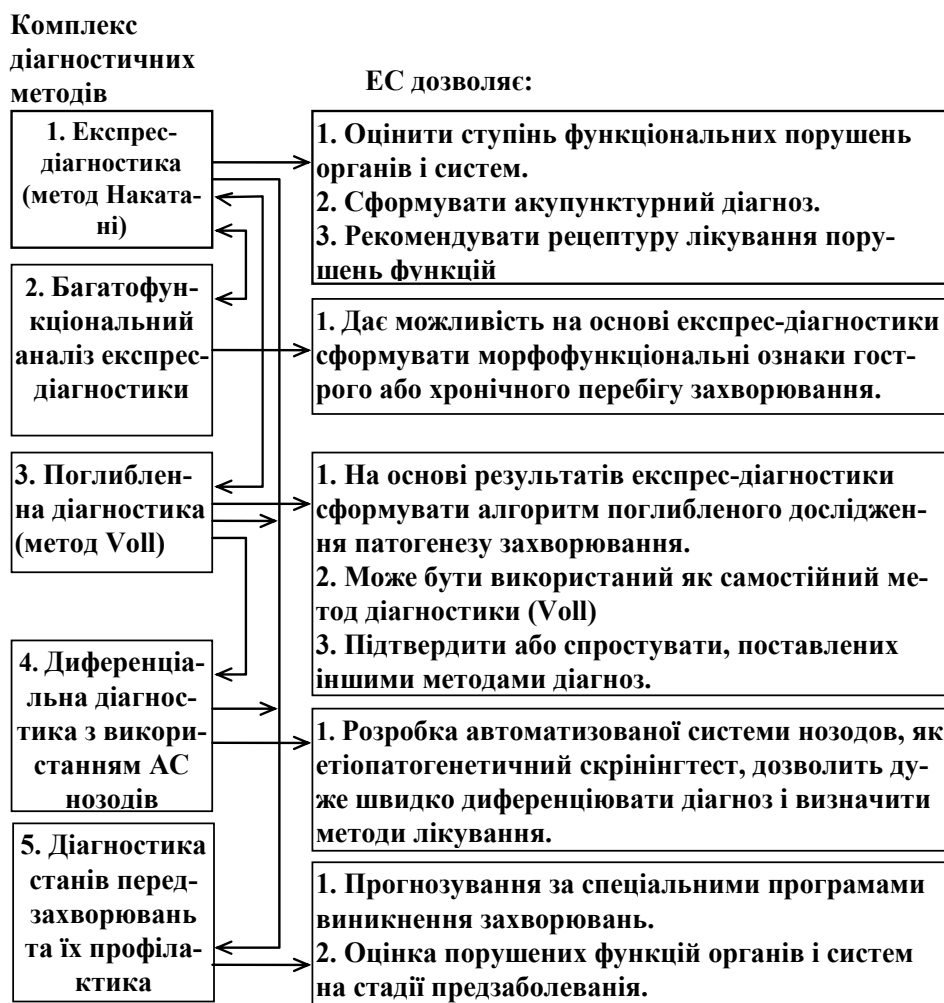 Комплекс
діагностичних
методів
ЕС дозволяє:
1. Експрес-
діагностика
(метод Наката-
ні)
1. Оцінити ступінь функціональних порушень
органів і систем.
2. Сформувати акупунктурний діагноз.
3. Рекомендувати рецептуру лікування пору-
шень функцій
2. Багатофун-
кціональний
аналіз експрес-
діагностики
1. Дає можливість на основі експрес-діагностики
сформувати морфофункціональні ознаки гост-
рого або хронічного перебігу захворювання.
3. Поглиблен-
на діагностика
(метод Voll)
1. На основі результатів експрес-діагностики
сформувати алгоритм поглибленого досліджен-
ня патогенезу захворювання.
2. Може бути використаний як самостійний ме-
тод діагностики (Voll)
3. Підтвердити або спростувати, поставлених
іншими методами діагноз.
4. Диференціа-
льна діагнос-
тика з викори-
станням АС
нозодів
1. Розробка автоматизованої системи нозодов, як
етіопатогенетичний скрінінгтест, дозволить ду-
же швидко диференціювати діагноз і визначити
методи лікування.
5. Діагностика
станів перед-
захворювань
та їх профіла-
ктика
1. Прогнозування за спеціальними програмами
виникнення захворювань.
2. Оцінка порушених функцій органів і систем
на стадії предзаболеванія.